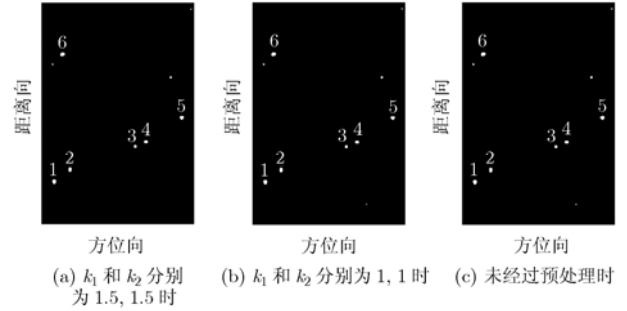 6
5
3 4
2
1
距离向
方位向
(a) k₁ 和 k₂ 分别
为 1.5, 1.5 时
6
5
3 4
2
1
距离向
方位向
(b) k₁ 和 k₂ 分别为 1, 1 时
6
5
3 4
2
1
距离向
方位向
(c) 未经过预处理时